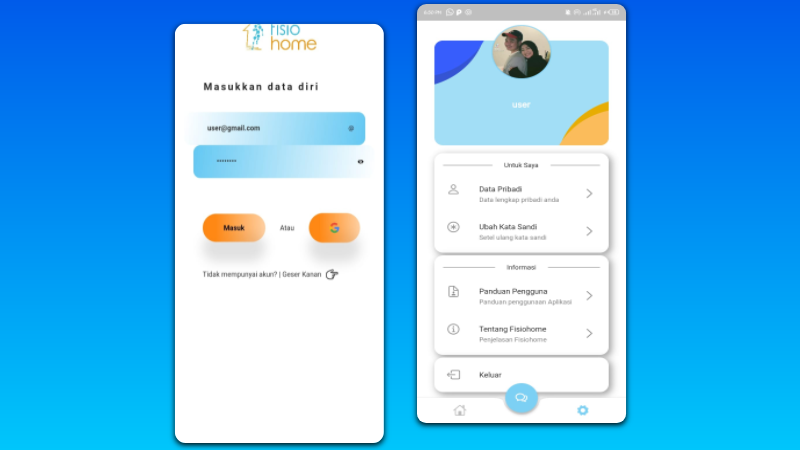 fisio
home
Masukkan data diri
user@gmail.com
********
Masuk
Atau
Tidak mempunyai akun? | Geser Kanan
user
Untuk Saya
Data Pribadi
Data lengkap pribadi anda
Ubah Kata Sandi
Setel ulang kata sandi
Informasi
Panduan Pengguna
Panduan penggunaan Aplikasi
Tentang Fisiohome
Penjelasan Fisiohome
Keluar